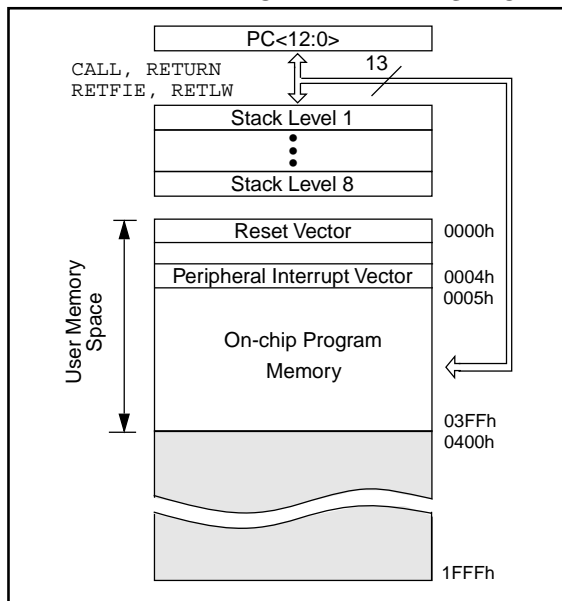 PC<12:0>
CALL, RETURN
RETFIE, RETLW
13
Stack Level 1
Stack Level 8
User Memory
Space
Reset Vector
0000h
Peripheral Interrupt Vector
0004h
0005h
On-chip Program
Memory
03FFh
0400h
1FFFh